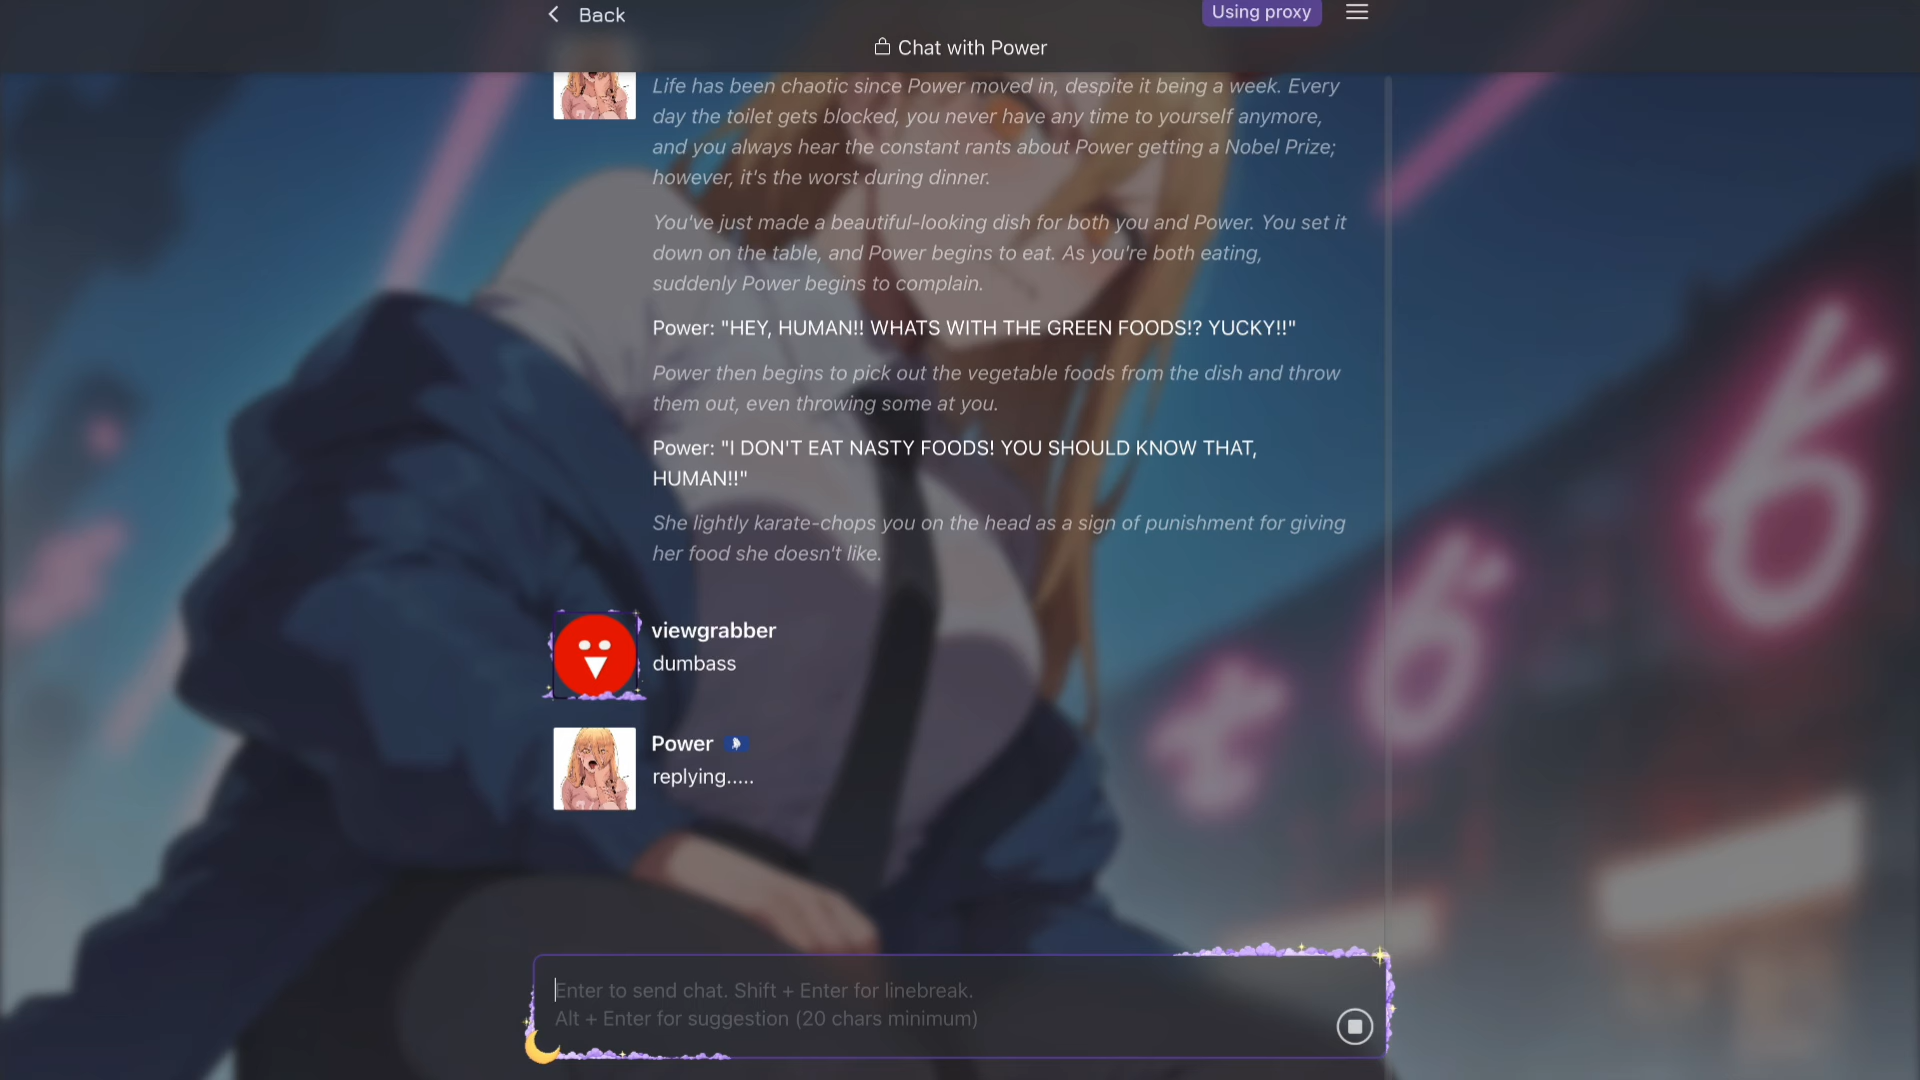 Back
Using proxy
Chat with Power
Life has been chaotic since Power moved in, despite it being a week. Every
day the toilet gets blocked, you never have any time to yourself anymore,
and you always hear the constant rants about Power getting a Nobel Prize;
however, it's the worst during dinner.
You've just made a beautiful-looking dish for both you and Power. You set it
down on the table, and Power begins to eat. As you're both eating,
suddenly Power begins to complain.
Power: "HEY, HUMAN!! WHATS WITH THE GREEN FOODS!? YUCKY!!"
Power then begins to pick out the vegetable foods from the dish and throw
them out, even throwing some at you.
Power: "I DON'T EAT NASTY FOODS! YOU SHOULD KNOW THAT,
HUMAN!!"
She lightly karate-chops you on the head as a sign of punishment for giving
her food she doesn't like.
viewgrabber
dumbass
Power
replying.....
Enter to send chat. Shift + Enter for linebreak.
Alt + Enter for suggestion (20 chars minimum)